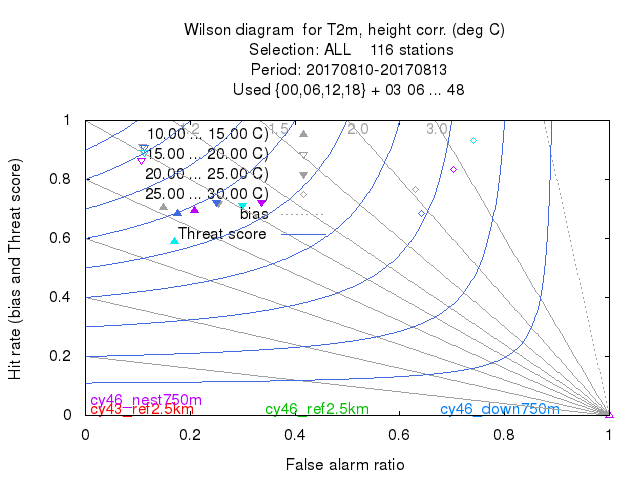 Wilson diagram  for T2m, height corr. (deg C)
Selection: ALL    116 stations
Period: 20170810-20170813
Used {00,06,12,18} + 03 06 ... 48
1.2 1.5 2.0 3.0
10.00 ... 15.00 C)
15.00 ... 20.00 C)
20.00 ... 25.00 C)
25.00 ... 30.00 C)
bias
Threat score
1
0.8
0.6
0.4
0.2
0
Hit rate (bias and Threat score)
cy46_nest750m
cy43_ref2.5km cy46_ref2.5km cy46_down750m
0 0.2 0.4 0.6 0.8 1
False alarm ratio